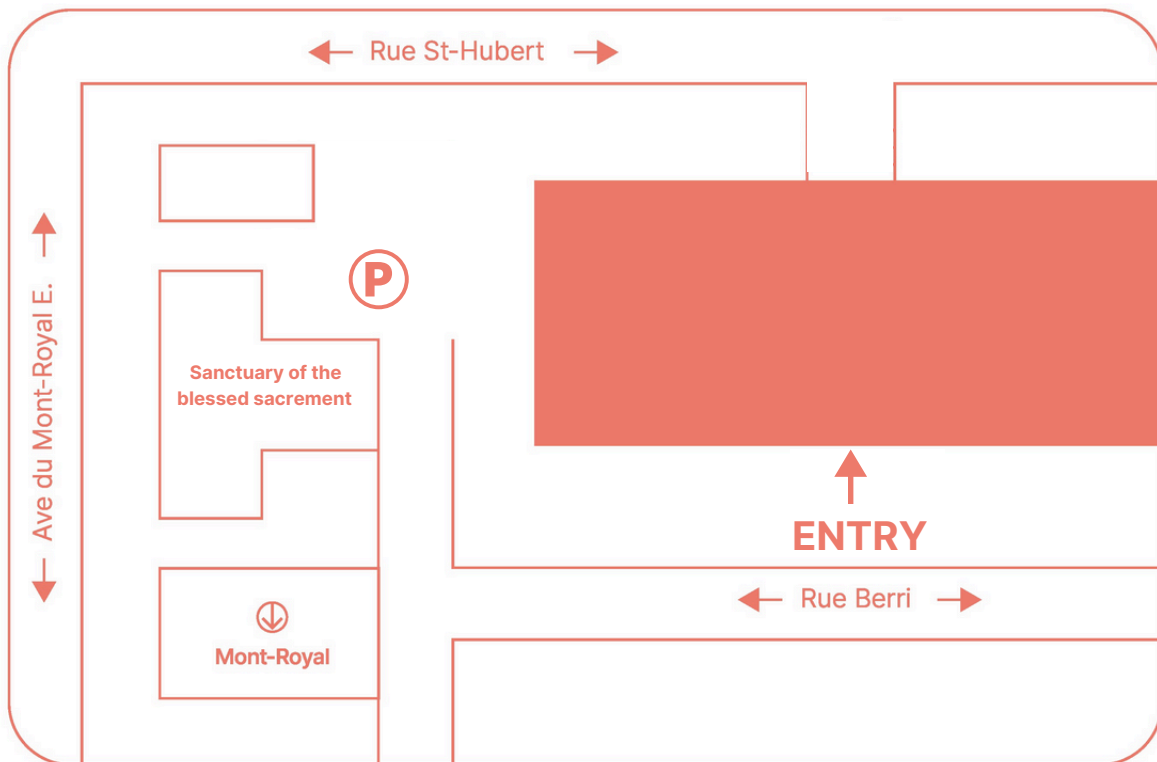 Rue St-Hubert
Ave du Mont-Royal E.
P
Sanctuary of the
blessed sacrement
ENTRY
Rue Berri
Mont-Royal